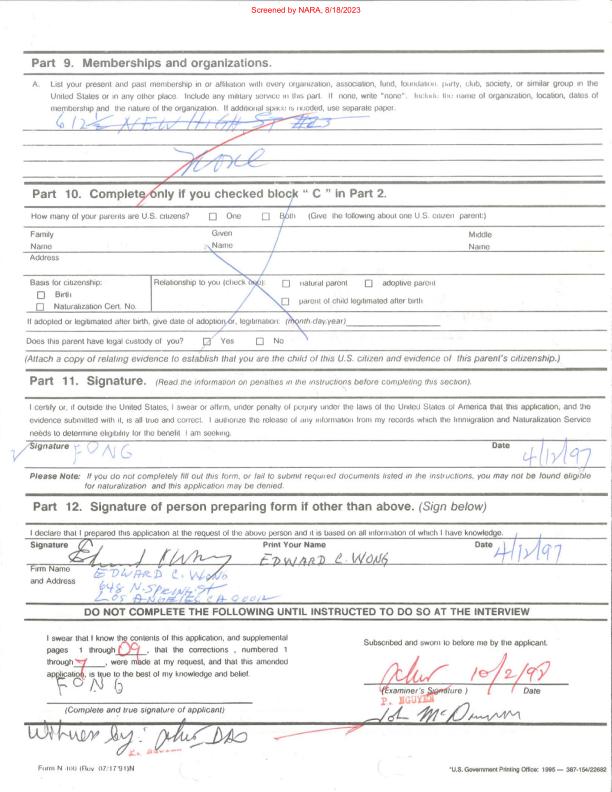 Screened by NARA, 8/18/2023
Part 9. Memberships and organizations.
A. List your present and past membership in or affiliation with every organization, association, fund, foundation, party, club, society, or similar group in the
United States or in any other place. Include any military service in this part. If none, write "none". Include the name of organization, location, dates of
membership and the nature of the organization. If additional space is needed, use separate paper.
612½ NEW HIGH ST #23
None
Part 10. Complete only if you checked block " C " in Part 2.
How many of your parents are U.S. citizens? ☐ One ☐ Both (Give the following about one U.S. citizen parent:)
Family Name Given Name Middle Name
Address
Basis for citizenship: Relationship to you (check one): ☐ natural parent ☐ adoptive parent
☐ Birth
☐ Naturalization Cert. No. ☐ parent of child legitimated after birth
If adopted or legitimated after birth, give date of adoption or, legitimation: (month-day-year)
Does this parent have legal custody of you? ☐ Yes ☐ No
(Attach a copy of relating evidence to establish that you are the child of this U.S. citizen and evidence of this parent's citizenship.)
Part 11. Signature. (Read the information on penalties in the instructions before completing this section).
I certify or, if outside the United States, I swear or affirm, under penalty of perjury under the laws of the United States of America that this application, and the
evidence submitted with it, is all true and correct. I authorize the release of any information from my records which the Immigration and Naturalization Service
needs to determine eligibility for the benefit I am seeking.
Signature FONG Date 4/12/97
Please Note: If you do not completely fill out this form, or fail to submit required documents listed in the instructions, you may not be found eligible
for naturalization and this application may be denied.
Part 12. Signature of person preparing form if other than above. (Sign below)
I declare that I prepared this application at the request of the above person and it is based on all information of which I have knowledge.
Signature Print Your Name EDWARD C. WONG Date 4/12/97
Firm Name and Address EDWARD C. WONG
648 N. SPRING ST
LOS ANGELES CA 90012
DO NOT COMPLETE THE FOLLOWING UNTIL INSTRUCTED TO DO SO AT THE INTERVIEW
I swear that I know the contents of this application, and supplemental
pages 1 through 09, that the corrections, numbered 1
through 7, were made at my request, and that this amended
application, is true to the best of my knowledge and belief.
FONG
(Complete and true signature of applicant)
Subscribed and sworn to before me by the applicant.
10/2/98
(Examiner's Signature) Date
P. NGUYEN
Witness by: DAO
Form N-400 (Rev. 07/17/91)N
*U.S. Government Printing Office: 1995 — 387-154/22682